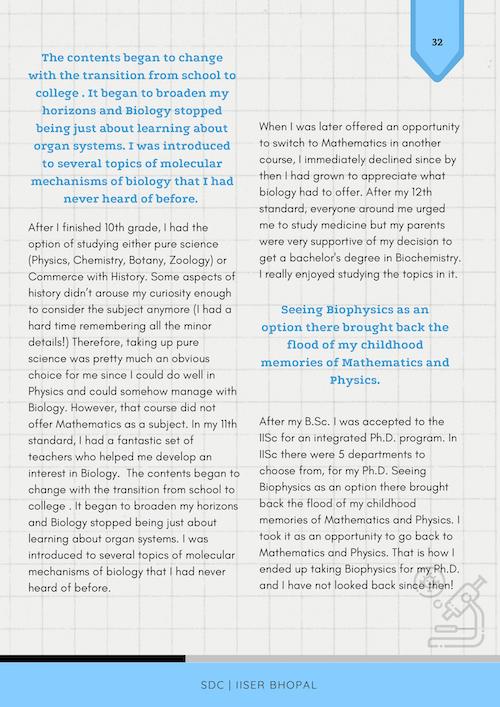 32
The contents began to change
with the transition from school to
college . It began to broaden my
horizons and Biology stopped
being just about learning about
organ systems. I was introduced
to several topics of molecular
mechanisms of biology that I had
never heard of before.
After I finished 10th grade, I had the
option of studying either pure science
(Physics, Chemistry, Botany, Zoology) or
Commerce with History. Some aspects of
history didn't arouse my curiosity enough
to consider the subject anymore (I had a
hard time remembering all the minor
details!) Therefore, taking up pure
science was pretty much an obvious
choice for me since I could do well in
Physics and could somehow manage with
Biology. However, that course did not
offer Mathematics as a subject. In my 11th
standard, I had a fantastic set of
teachers who helped me develop an
interest in Biology.  The contents began to
change with the transition from school to
college . It began to broaden my horizons
and Biology stopped being just about
learning about organ systems. I was
introduced to several topics of molecular
mechanisms of biology that I had never
heard of before.
When I was later offered an opportunity
to switch to Mathematics in another
course, I immediately declined since by
then I had grown to appreciate what
biology had to offer. After my 12th
standard, everyone around me urged
me to study medicine but my parents
were very supportive of my decision to
get a bachelor's degree in Biochemistry.
I really enjoyed studying the topics in it.
Seeing Biophysics as an
option there brought back the
flood of my childhood
memories of Mathematics and
Physics.
After my B.Sc. I was accepted to the
IISc for an integrated Ph.D. program. In
IISc there were 5 departments to
choose from, for my Ph.D. Seeing
Biophysics as an option there brought
back the flood of my childhood
memories of Mathematics and Physics. I
took it as an opportunity to go back to
Mathematics and Physics. That is how I
ended up taking Biophysics for my Ph.D.
and I have not looked back since then!
SDC | IISER BHOPAL